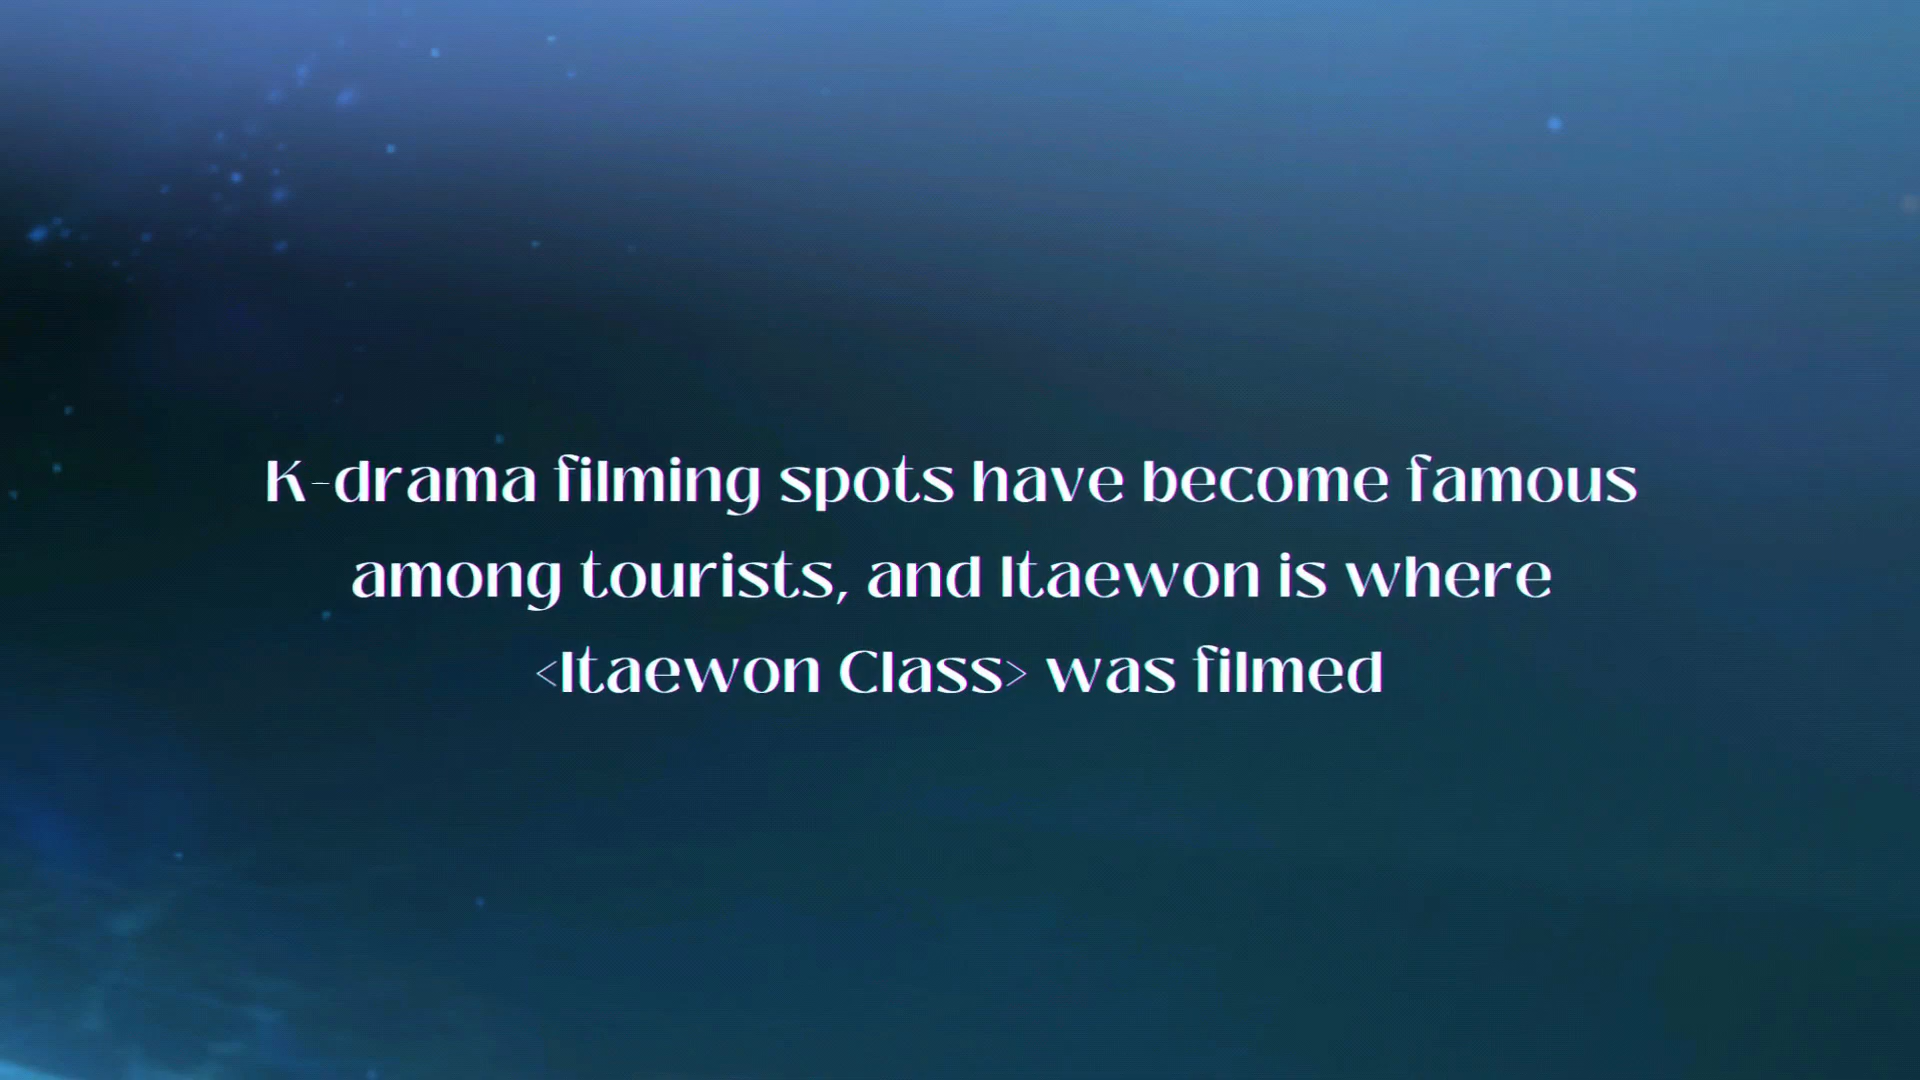 K-drama filming spots have become famous
among tourists, and Itaewon is where
<Itaewon Class> was filmed